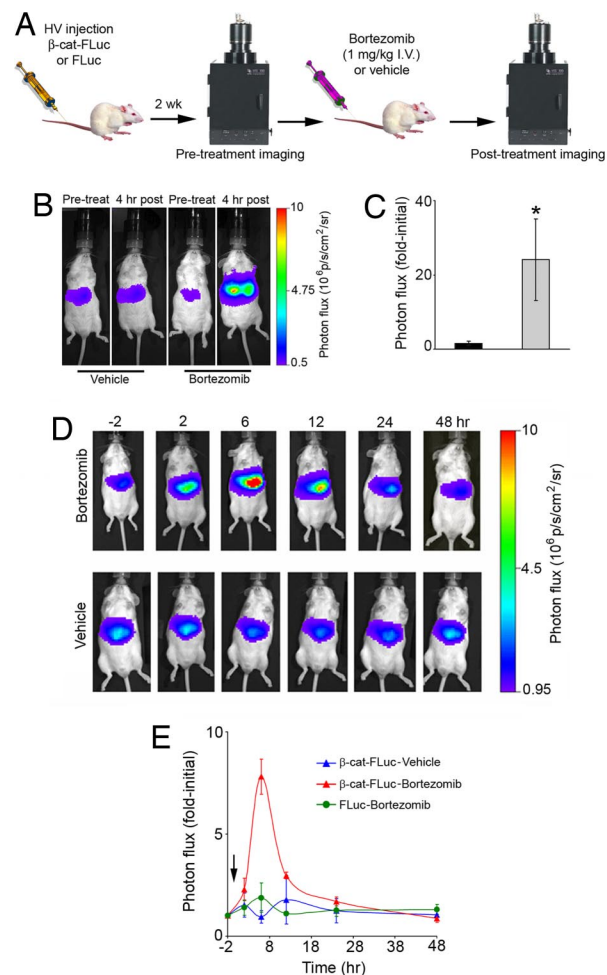 A
HV injection
β-cat-FLuc
or FLuc
2 wk
Pre-treatment imaging
Bortezomib
(1 mg/kg I.V.)
or vehicle
Post-treatment imaging
B
Pre-treat 4 hr post Pre-treat 4 hr post
Vehicle Bortezomib
10
4.75
0.5
Photon flux (10⁶p/s/cm²/sr)
C
Photon flux (fold-initial)
40
20
0
*
D
-2 2 6 12 24 48 hr
Bortezomib
Vehicle
10
4.5
0.95
Photon flux (10⁶p/s/cm²/sr)
E
Photon flux (fold-initial)
10
5
0
β-cat-FLuc-Vehicle
β-cat-FLuc-Bortezomib
FLuc-Bortezomib
-2 8 18 28 38 48
Time (hr)